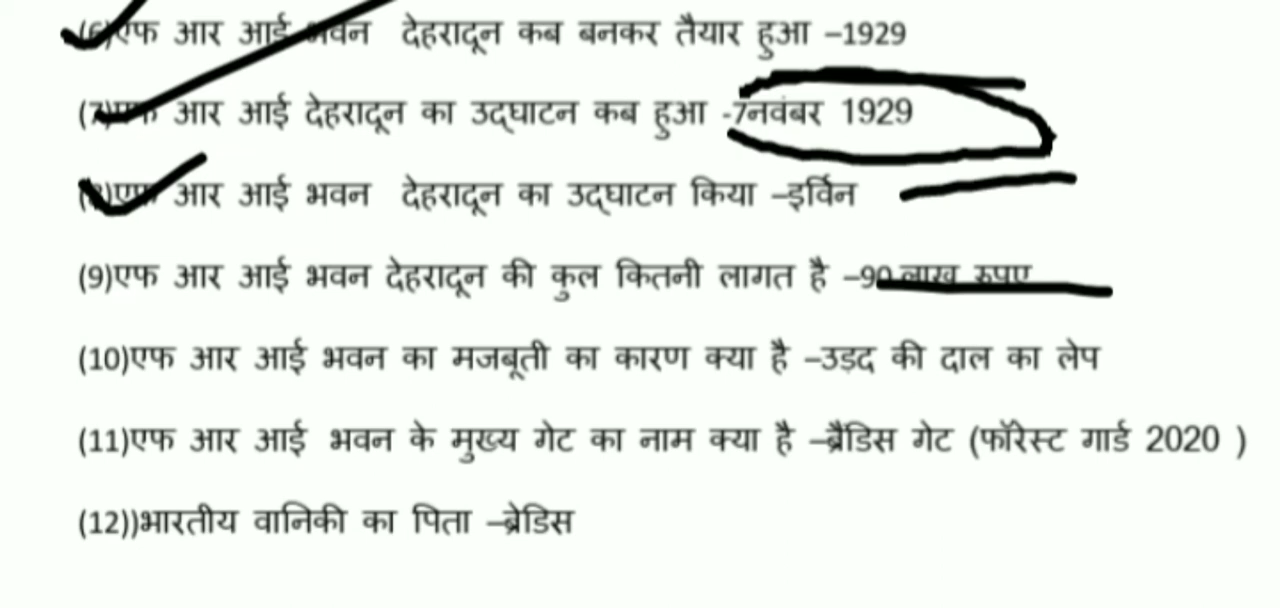 (6)एफ आर आई भवन देहरादून कब बनकर तैयार हुआ –1929
(7)एफ आर आई देहरादून का उद्घाटन कब हुआ -7नवंबर 1929
(8)एफ आर आई भवन देहरादून का उद्घाटन किया –इर्विन
(9)एफ आर आई भवन देहरादून की कुल कितनी लागत है –90 लाख रुपए
(10)एफ आर आई भवन का मजबूती का कारण क्या है –उड़द की दाल का लेप
(11)एफ आर आई भवन के मुख्य गेट का नाम क्या है –ब्रैडिस गेट (फॉरेस्ट गार्ड 2020 )
(12))भारतीय वानिकी का पिता –ब्रेडिस